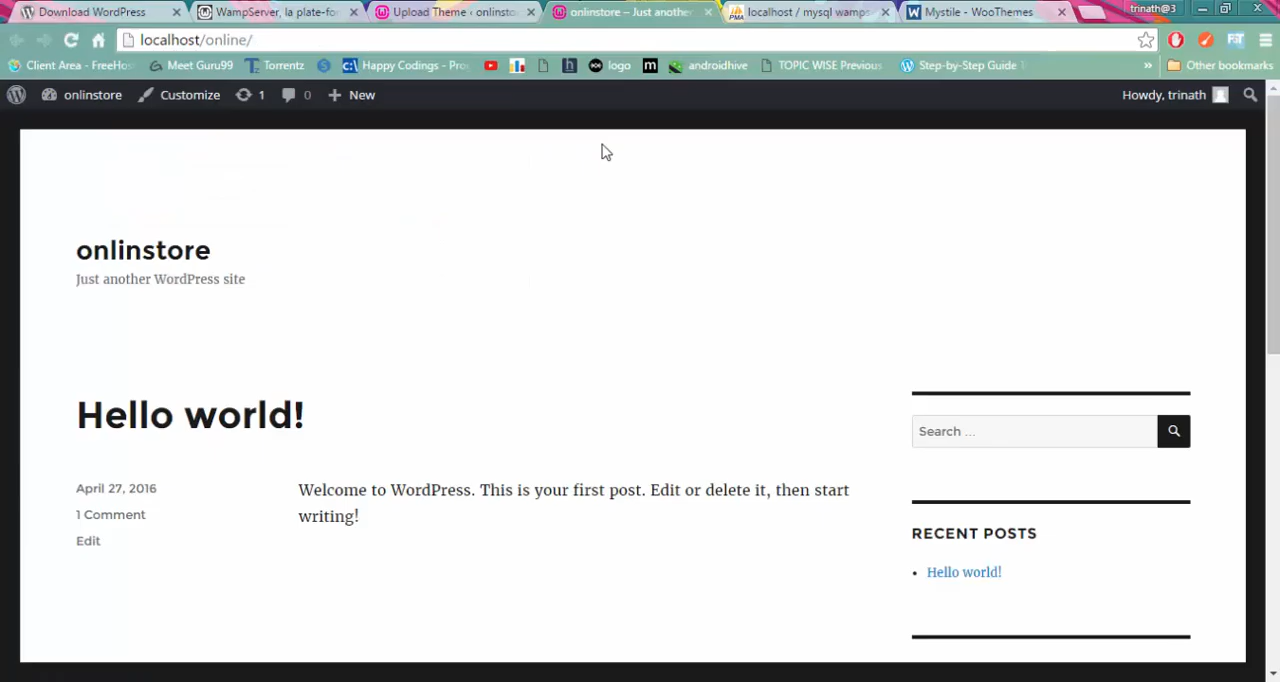 Download WordPress
WampServer, la plate-fo
Upload Theme ‹ onlinsto
onlinestore – Just anothe
localhost / mysql wamps
Mystile - WooThemes
trinath@3
localhost/online/
Client Area - FreeHos
Meet Guru99
Torrentz
Happy Codings - Pro
logo
androidhive
TOPIC WISE Previous
Step-by-Step Guide
Other bookmarks
onlinstore
Customize
1
0
New
Howdy, trinath
onlinstore
Just another WordPress site
Hello world!
April 27, 2016
1 Comment
Edit
Welcome to WordPress. This is your first post. Edit or delete it, then start
writing!
Search ...
RECENT POSTS
Hello world!